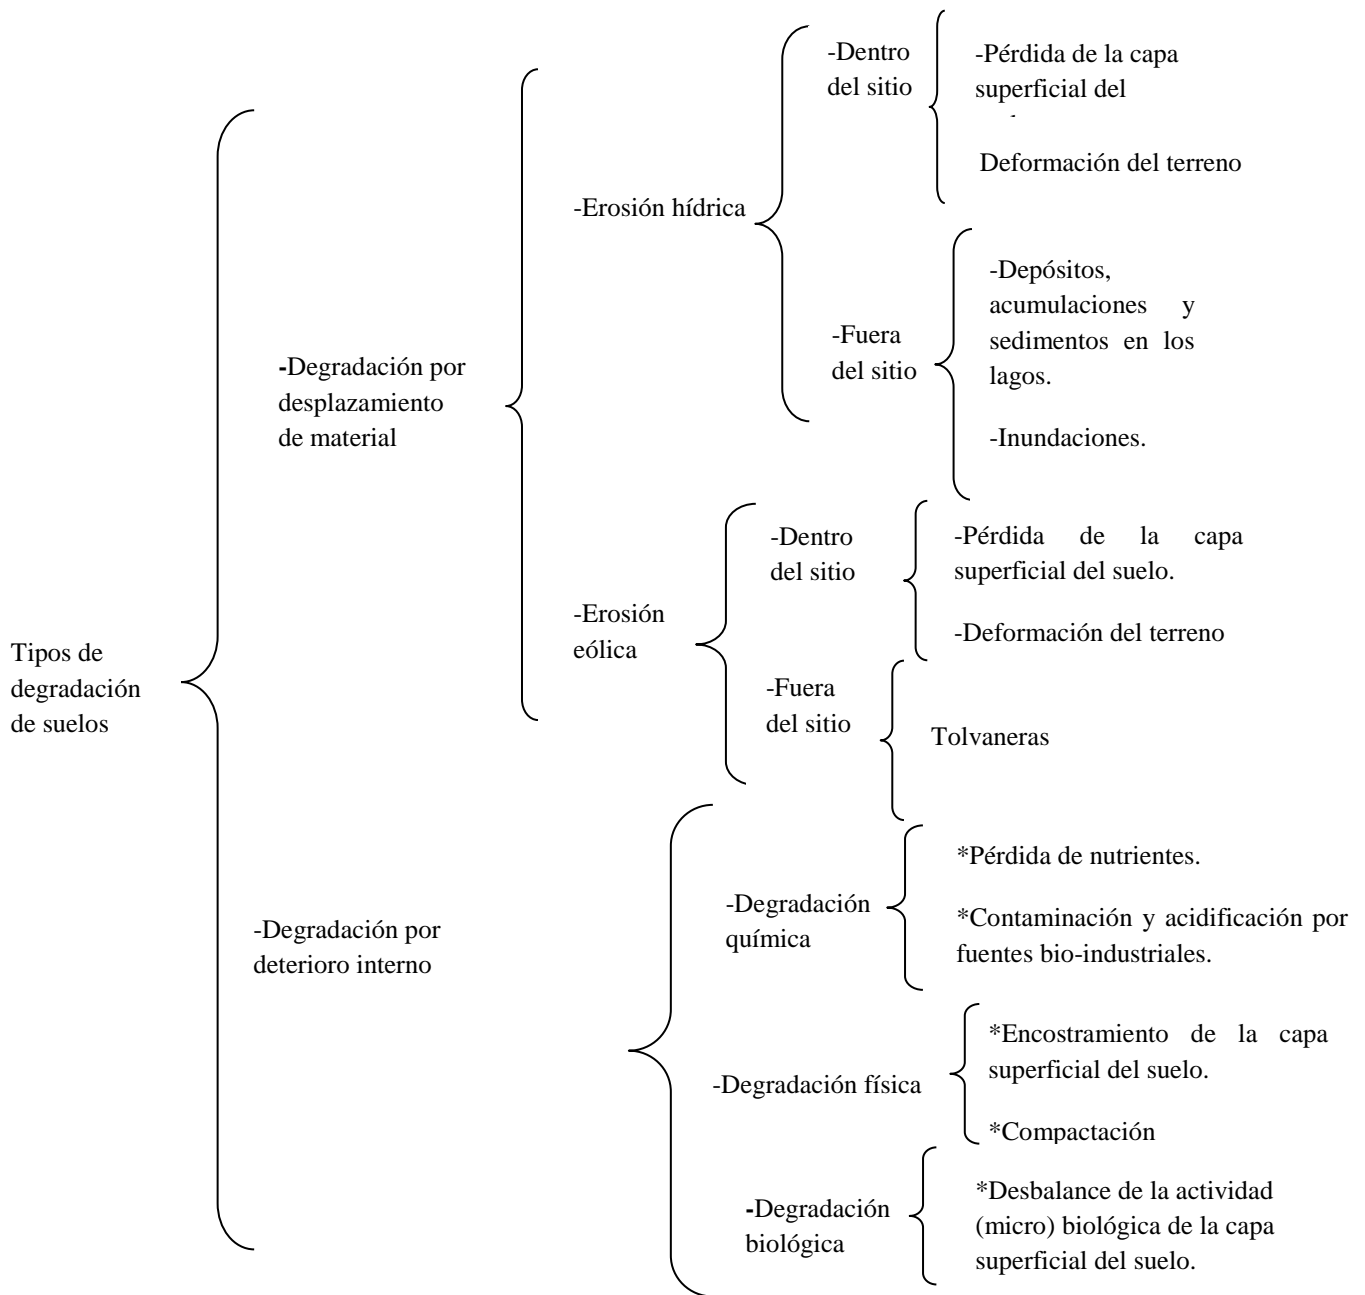 Tipos de
degradación
de suelos
-Degradación por
desplazamiento
de material
-Erosión hídrica
-Dentro
del sitio
-Pérdida de la capa
superficial del
Deformación del terreno
-Fuera
del sitio
-Depósitos,
acumulaciones y
sedimentos en los
lagos.
-Inundaciones.
-Erosión
eólica
-Dentro
del sitio
-Pérdida de la capa
superficial del suelo.
-Deformación del terreno
-Fuera
del sitio
Tolvaneras
-Degradación por
deterioro interno
-Degradación
química
*Pérdida de nutrientes.
*Contaminación y acidificación por
fuentes bio-industriales.
-Degradación física
*Encostramiento de la capa
superficial del suelo.
*Compactación
-Degradación
biológica
*Desbalance de la actividad
(micro) biológica de la capa
superficial del suelo.